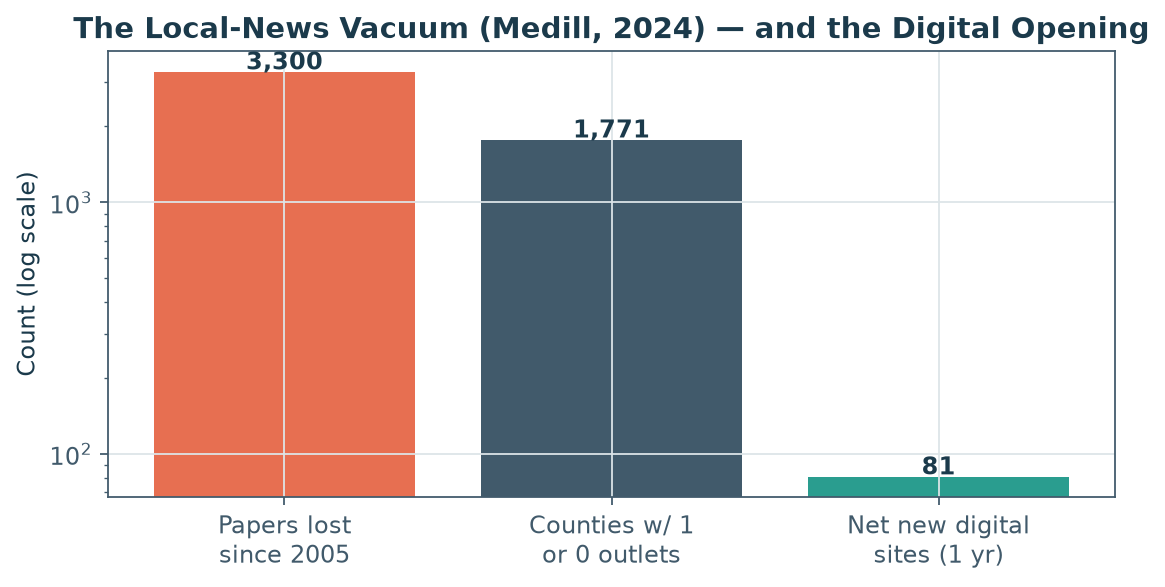 The Local-News Vacuum (Medill, 2024) — and the Digital Opening
3,300
1,771
81
Count (log scale)
10³
10²
Papers lost
since 2005
Counties w/ 1
or 0 outlets
Net new digital
sites (1 yr)